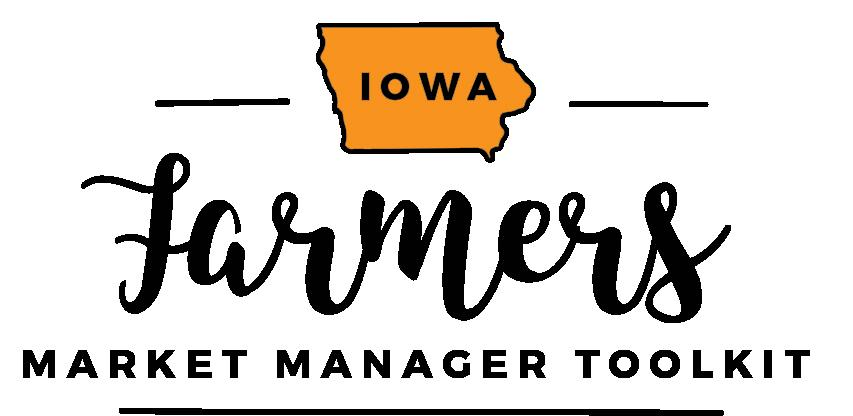 IOWA
Farmers
MARKET MANAGER TOOLKIT